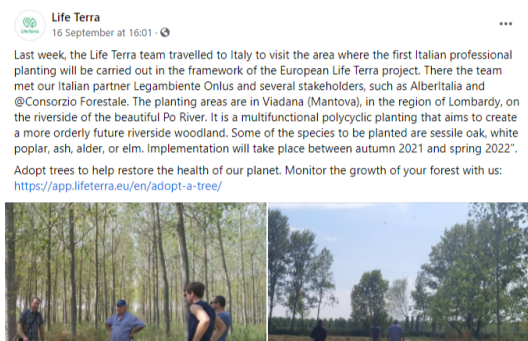 Life Terra
Life Terra
16 September at 16:01 ·
Last week, the Life Terra team travelled to Italy to visit the area where the first Italian professional
planting will be carried out in the framework of the European Life Terra project. There the team
met our Italian partner Legambiente Onlus and several stakeholders, such as AlberItalia and
@Consorzio Forestale. The planting areas are in Viadana (Mantova), in the region of Lombardy, on
the riverside of the beautiful Po River. It is a multifunctional polycyclic planting that aims to create
a more orderly future riverside woodland. Some of the species to be planted are sessile oak, white
poplar, ash, alder, or elm. Implementation will take place between autumn 2021 and spring 2022".
Adopt trees to help restore the health of our planet. Monitor the growth of your forest with us:
https://app.lifeterra.eu/en/adopt-a-tree/